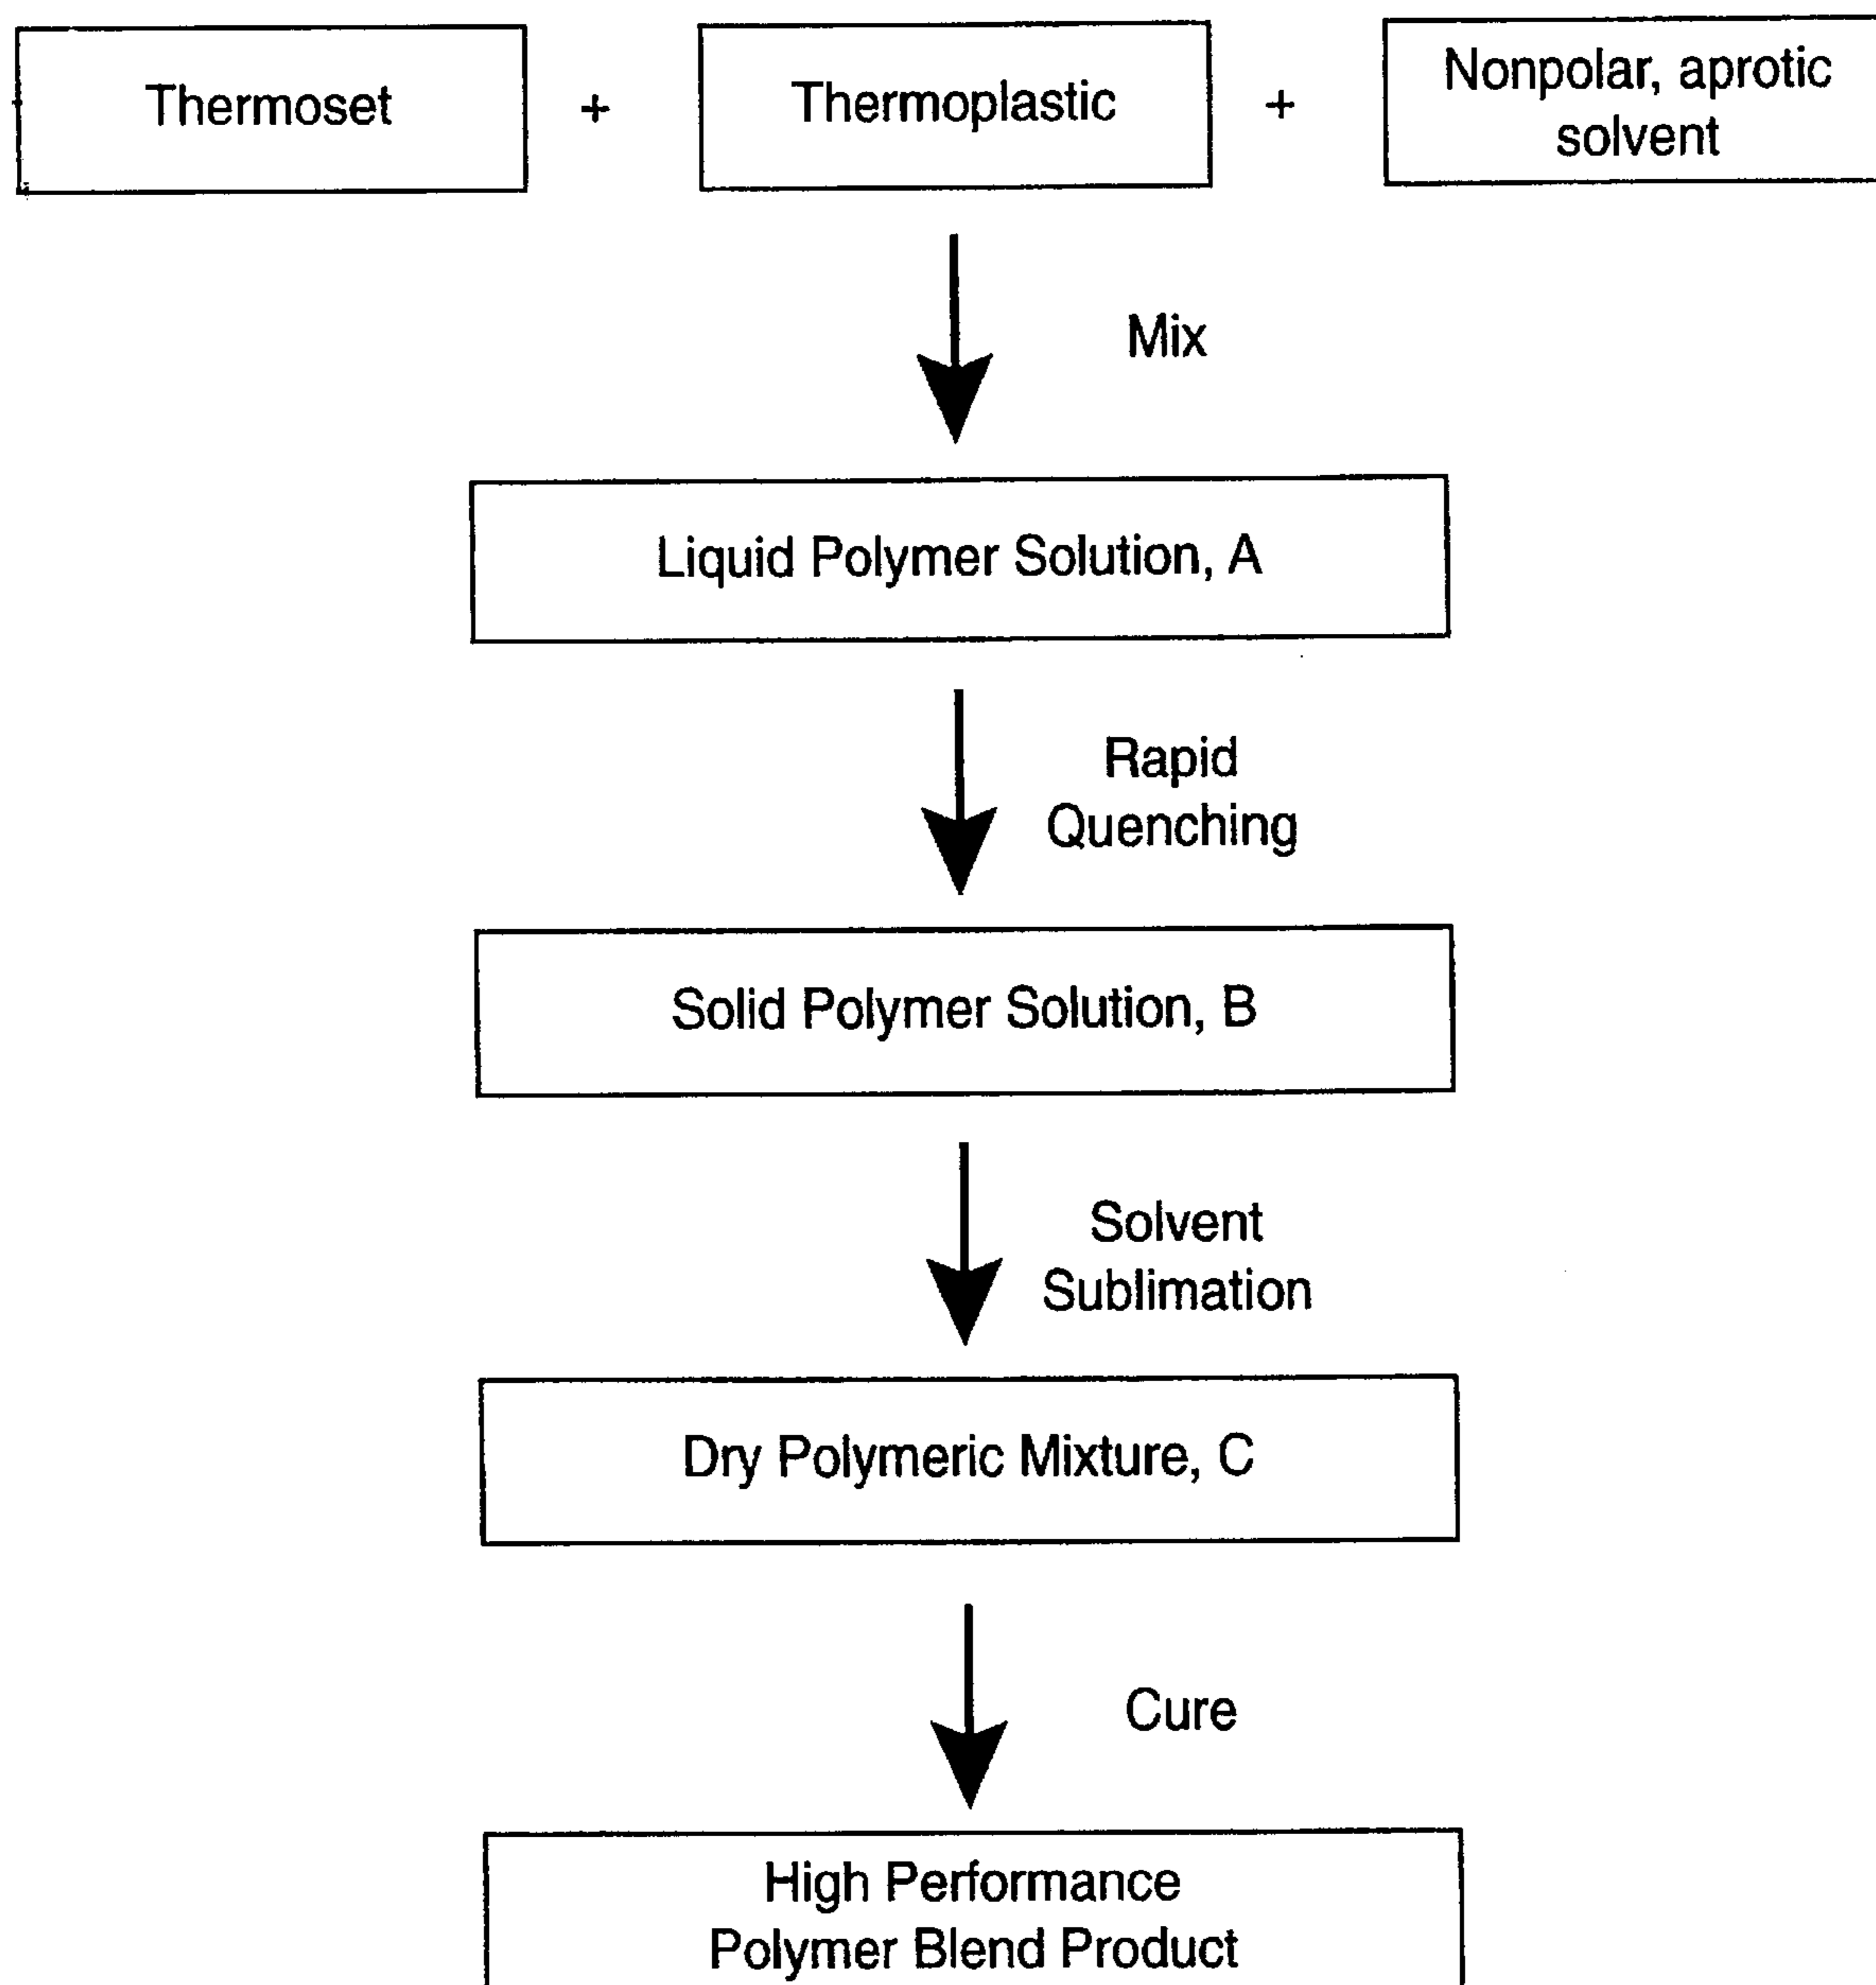 Thermoset + Thermoplastic + Nonpolar, aprotic
solvent
Mix
Liquid Polymer Solution, A
Rapid
Quenching
Solid Polymer Solution, B
Solvent
Sublimation
Dry Polymeric Mixture, C
Cure
High Performance
Polymer Blend Product